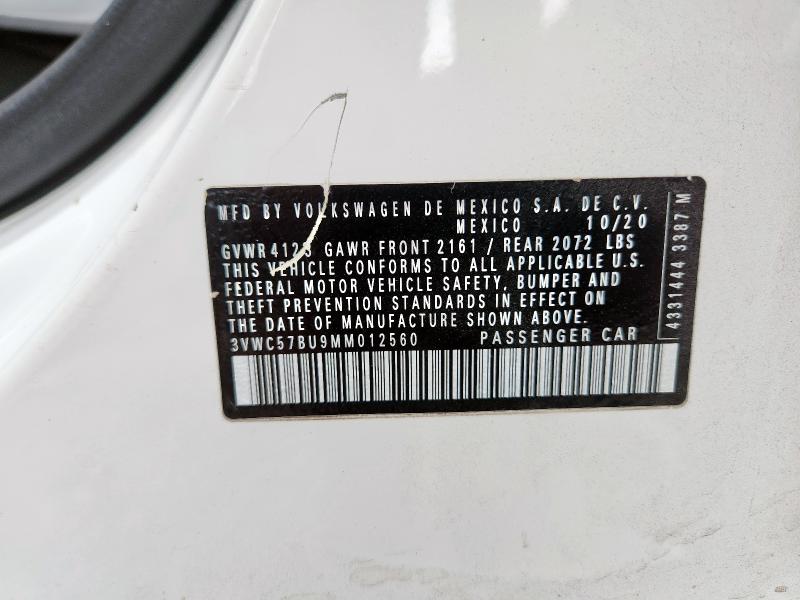 MFD BY VOLKSWAGEN DE MEXICO S.A. DE C.V.
MEXICO 10/20
GVWR 4123 GAWR FRONT 2161 / REAR 2072 LBS
THIS VEHICLE CONFORMS TO ALL APPLICABLE U.S.
FEDERAL MOTOR VEHICLE SAFETY, BUMPER AND
THEFT PREVENTION STANDARDS IN EFFECT ON
THE DATE OF MANUFACTURE SHOWN ABOVE.
3VWC57BU9MM012560 PASSENGER CAR
4331444 3387 M